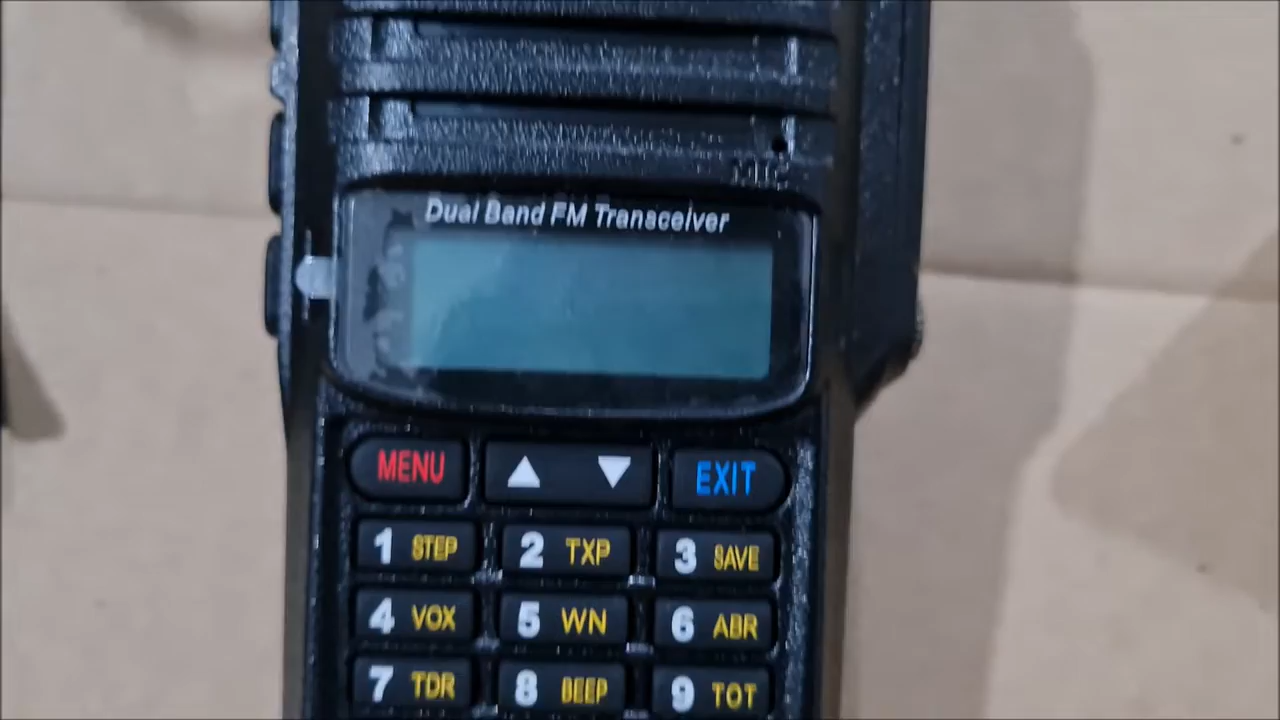 MIC
Dual Band FM Transceiver
MENU ▲ ▼ EXIT
1 STEP 2 TXP 3 SAVE
4 VOX 5 WN 6 ABR
7 TDR 8 BEEP 9 TOT